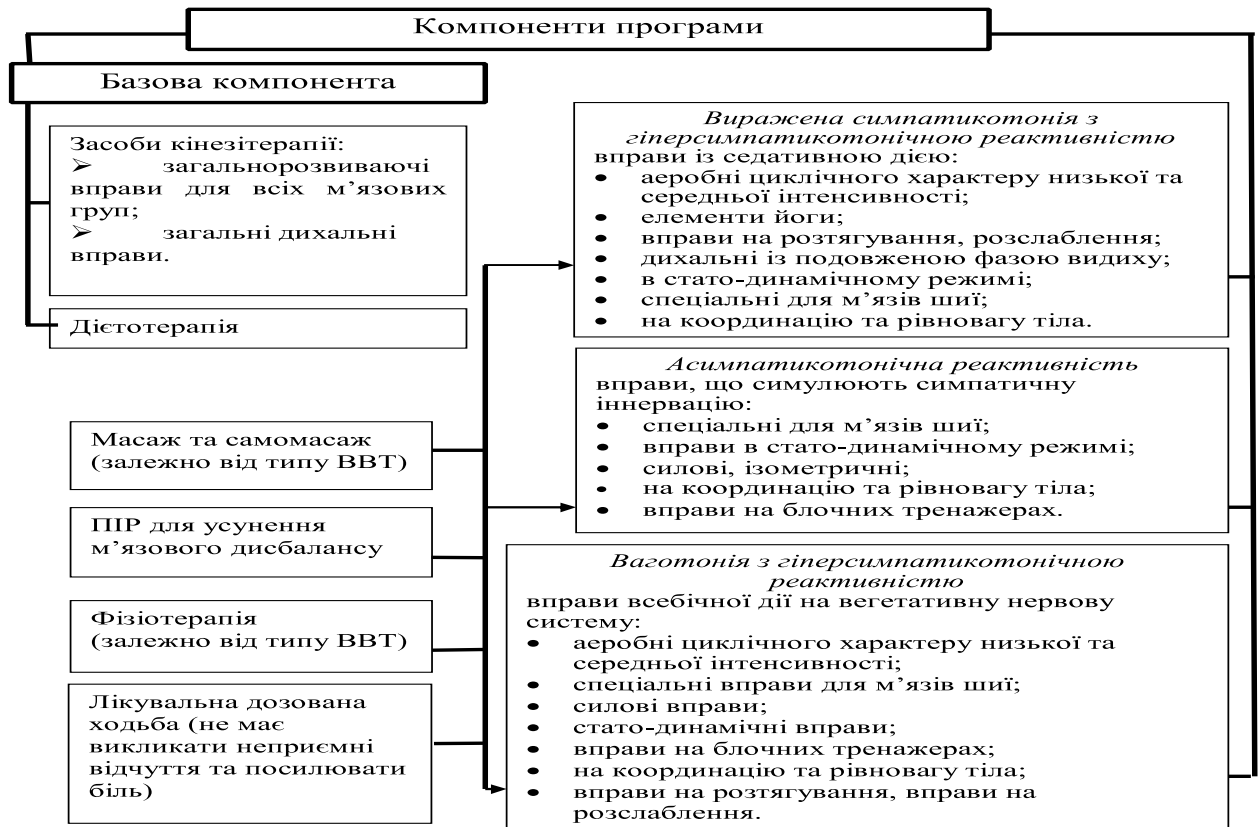 Компоненти програми
Базова компонента
Засоби кінезітерапії:
➢ загальнорозвиваючі
вправи для всіх м’язових
груп;
➢ загальні дихальні
вправи.
Дієтотерапія
Масаж та самомасаж
(залежно від типу ВВТ)
ПІР для усунення
м’язового дисбалансу
Фізіотерапія
(залежно від типу ВВТ)
Лікувальна дозована
ходьба (не має
викликати неприємні
відчуття та посилювати
біль)
Виражена симпатикотонія з
гіперсимпатикотонічною реактивністю
вправи із седативною дією:
• аеробні циклічного характеру низької та
середньої інтенсивності;
• елементи йоги;
• вправи на розтягування, розслаблення;
• дихальні із подовженою фазою видиху;
• в стато-динамічному режимі;
• спеціальні для м’язів шиї;
• на координацію та рівновагу тіла.
Асимпатикотонічна реактивність
вправи, що симулюють симпатичну
іннервацію:
• спеціальні для м’язів шиї;
• вправи в стато-динамічному режимі;
• силові, ізометричні;
• на координацію та рівновагу тіла;
• вправи на блочних тренажерах.
Ваготонія з гіперсимпатикотонічною
реактивністю
вправи всебічної дії на вегетативну нервову
систему:
• аеробні циклічного характеру низької та
середньої інтенсивності;
• спеціальні вправи для м’язів шиї;
• силові вправи;
• стато-динамічні вправи;
• вправи на блочних тренажерах;
• на координацію та рівновагу тіла;
• вправи на розтягування, вправи на
розслаблення.